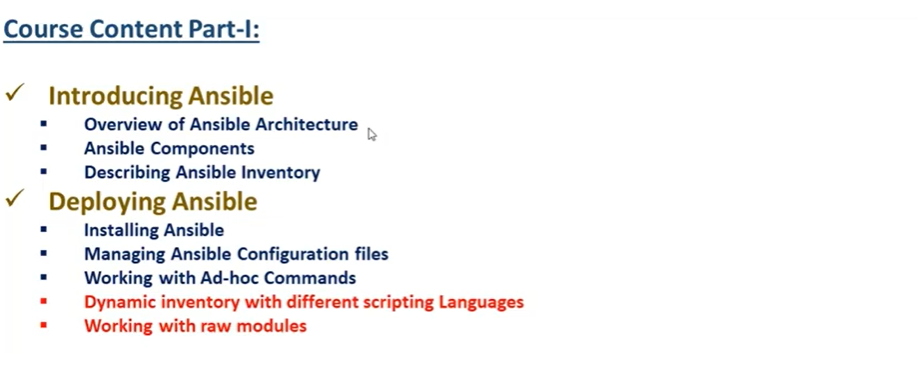 Course Content Part-I:
Introducing Ansible
Overview of Ansible Architecture
Ansible Components
Describing Ansible Inventory
Deploying Ansible
Installing Ansible
Managing Ansible Configuration files
Working with Ad-hoc Commands
Dynamic inventory with different scripting Languages
Working with raw modules